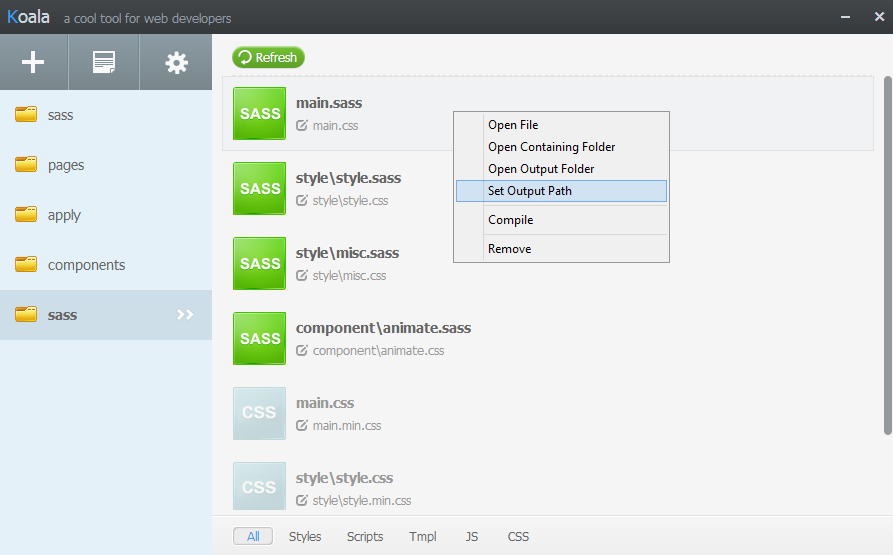 Koala a cool tool for web developers
sass
pages
apply
components
sass
Refresh
SASS
main.sass
main.css
SASS
style\style.sass
style\style.css
SASS
style\misc.sass
style\misc.css
SASS
component\animate.sass
component\animate.css
CSS
main.css
main.min.css
CSS
style\style.css
style\style.min.css
Open File
Open Containing Folder
Open Output Folder
Set Output Path
Compile
Remove
All Styles Scripts Tmpl JS CSS